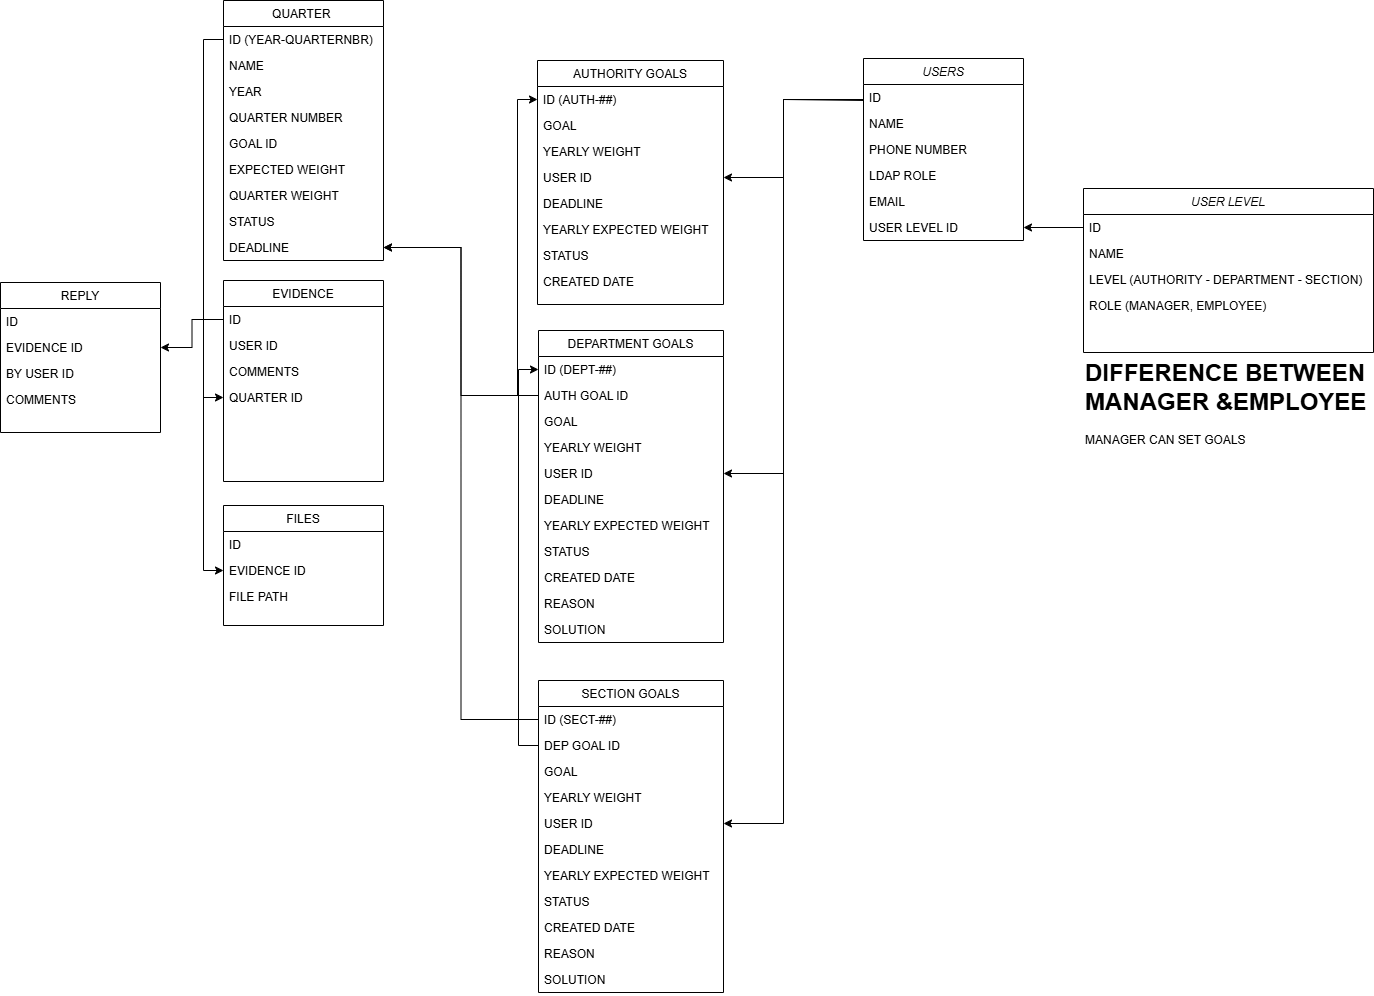 QUARTER
ID (YEAR-QUARTERNBR)
NAME
YEAR
QUARTER NUMBER
GOAL ID
EXPECTED WEIGHT
QUARTER WEIGHT
STATUS
DEADLINE
REPLY
ID
EVIDENCE ID
BY USER ID
COMMENTS
EVIDENCE
ID
USER ID
COMMENTS
QUARTER ID
FILES
ID
EVIDENCE ID
FILE PATH
AUTHORITY GOALS
ID (AUTH-##)
GOAL
YEARLY WEIGHT
USER ID
DEADLINE
YEARLY EXPECTED WEIGHT
STATUS
CREATED DATE
DEPARTMENT GOALS
ID (DEPT-##)
AUTH GOAL ID
GOAL
YEARLY WEIGHT
USER ID
DEADLINE
YEARLY EXPECTED WEIGHT
STATUS
CREATED DATE
REASON
SOLUTION
SECTION GOALS
ID (SECT-##)
DEP GOAL ID
GOAL
YEARLY WEIGHT
USER ID
DEADLINE
YEARLY EXPECTED WEIGHT
STATUS
CREATED DATE
REASON
SOLUTION
USERS
ID
NAME
PHONE NUMBER
LDAP ROLE
EMAIL
USER LEVEL ID
USER LEVEL
ID
NAME
LEVEL (AUTHORITY - DEPARTMENT - SECTION)
ROLE (MANAGER, EMPLOYEE)
DIFFERENCE BETWEEN
MANAGER &EMPLOYEE
MANAGER CAN SET GOALS